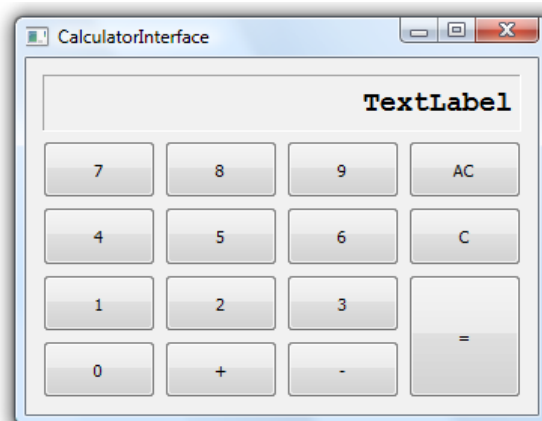 CalculatorInterface
TextLabel
7 8 9 AC
4 5 6 C
1 2 3 =
0 + -